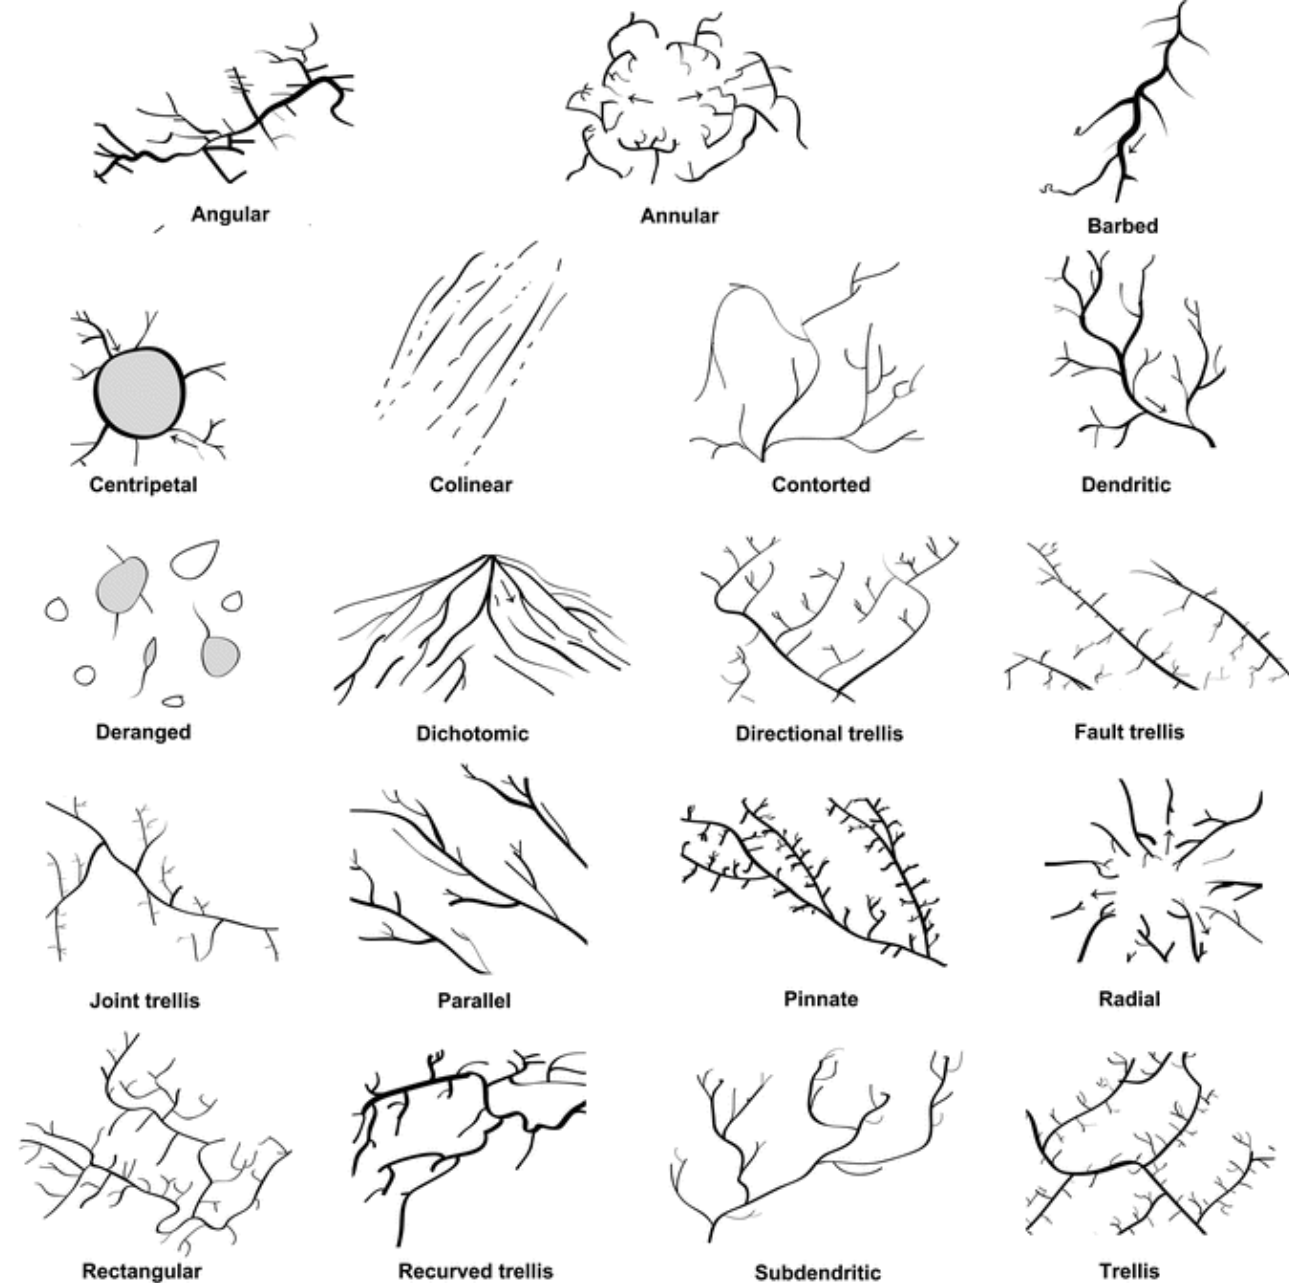 Angular
Annular
Barbed
Centripetal
Colinear
Contorted
Dendritic
Deranged
Dichotomic
Directional trellis
Fault trellis
Joint trellis
Parallel
Pinnate
Radial
Rectangular
Recurved trellis
Subdendritic
Trellis